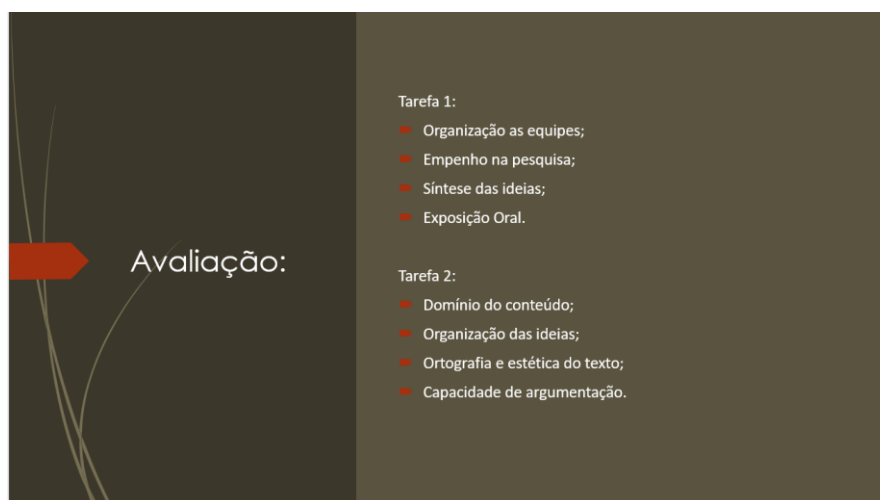 Avaliação:
Tarefa 1:
Organização as equipes;
Empenho na pesquisa;
Síntese das ideias;
Exposição Oral.
Tarefa 2:
Domínio do conteúdo;
Organização das ideias;
Ortografia e estética do texto;
Capacidade de argumentação.